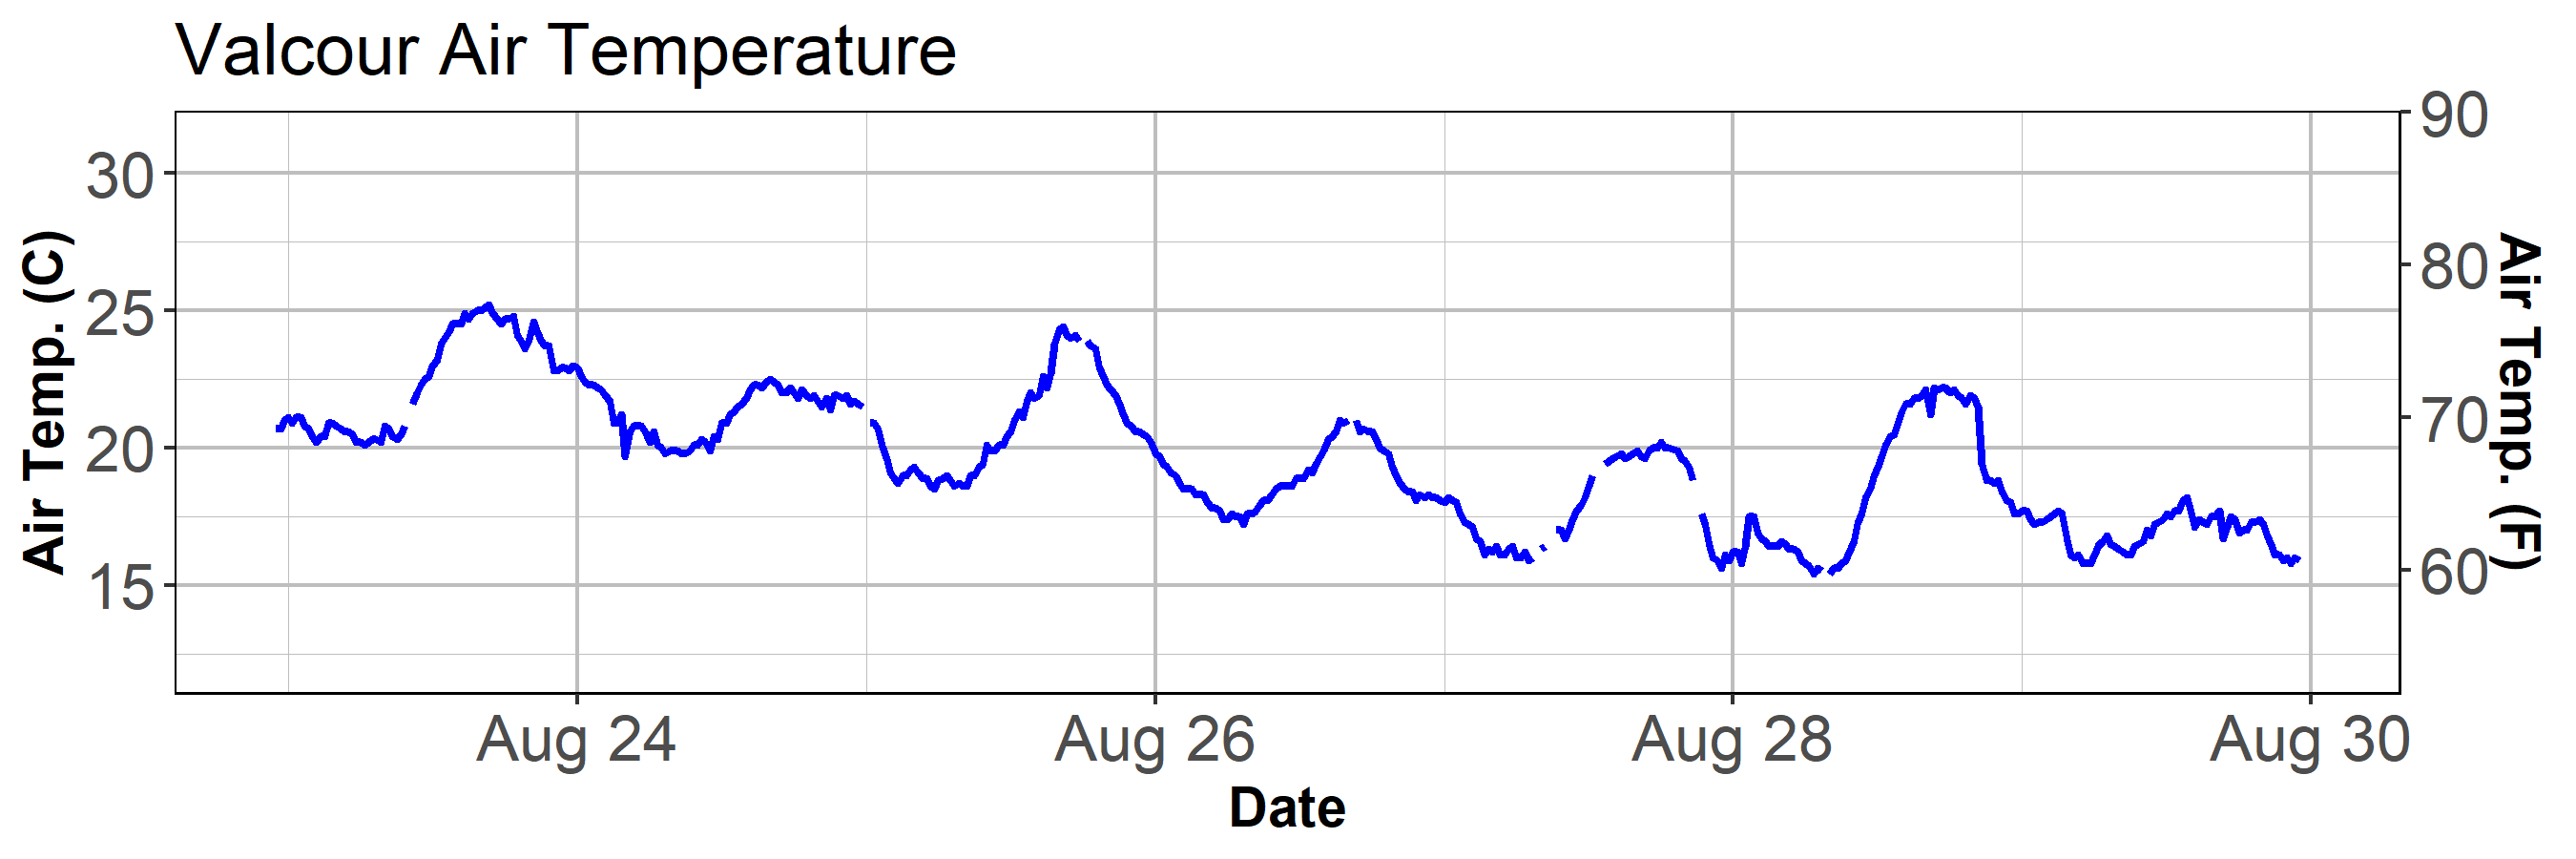 Valcour Air Temperature
90
30
80
25
70
20
60
15
Air Temp. (C)
Air Temp. (F)
Aug 24 Aug 26 Aug 28 Aug 30
Date